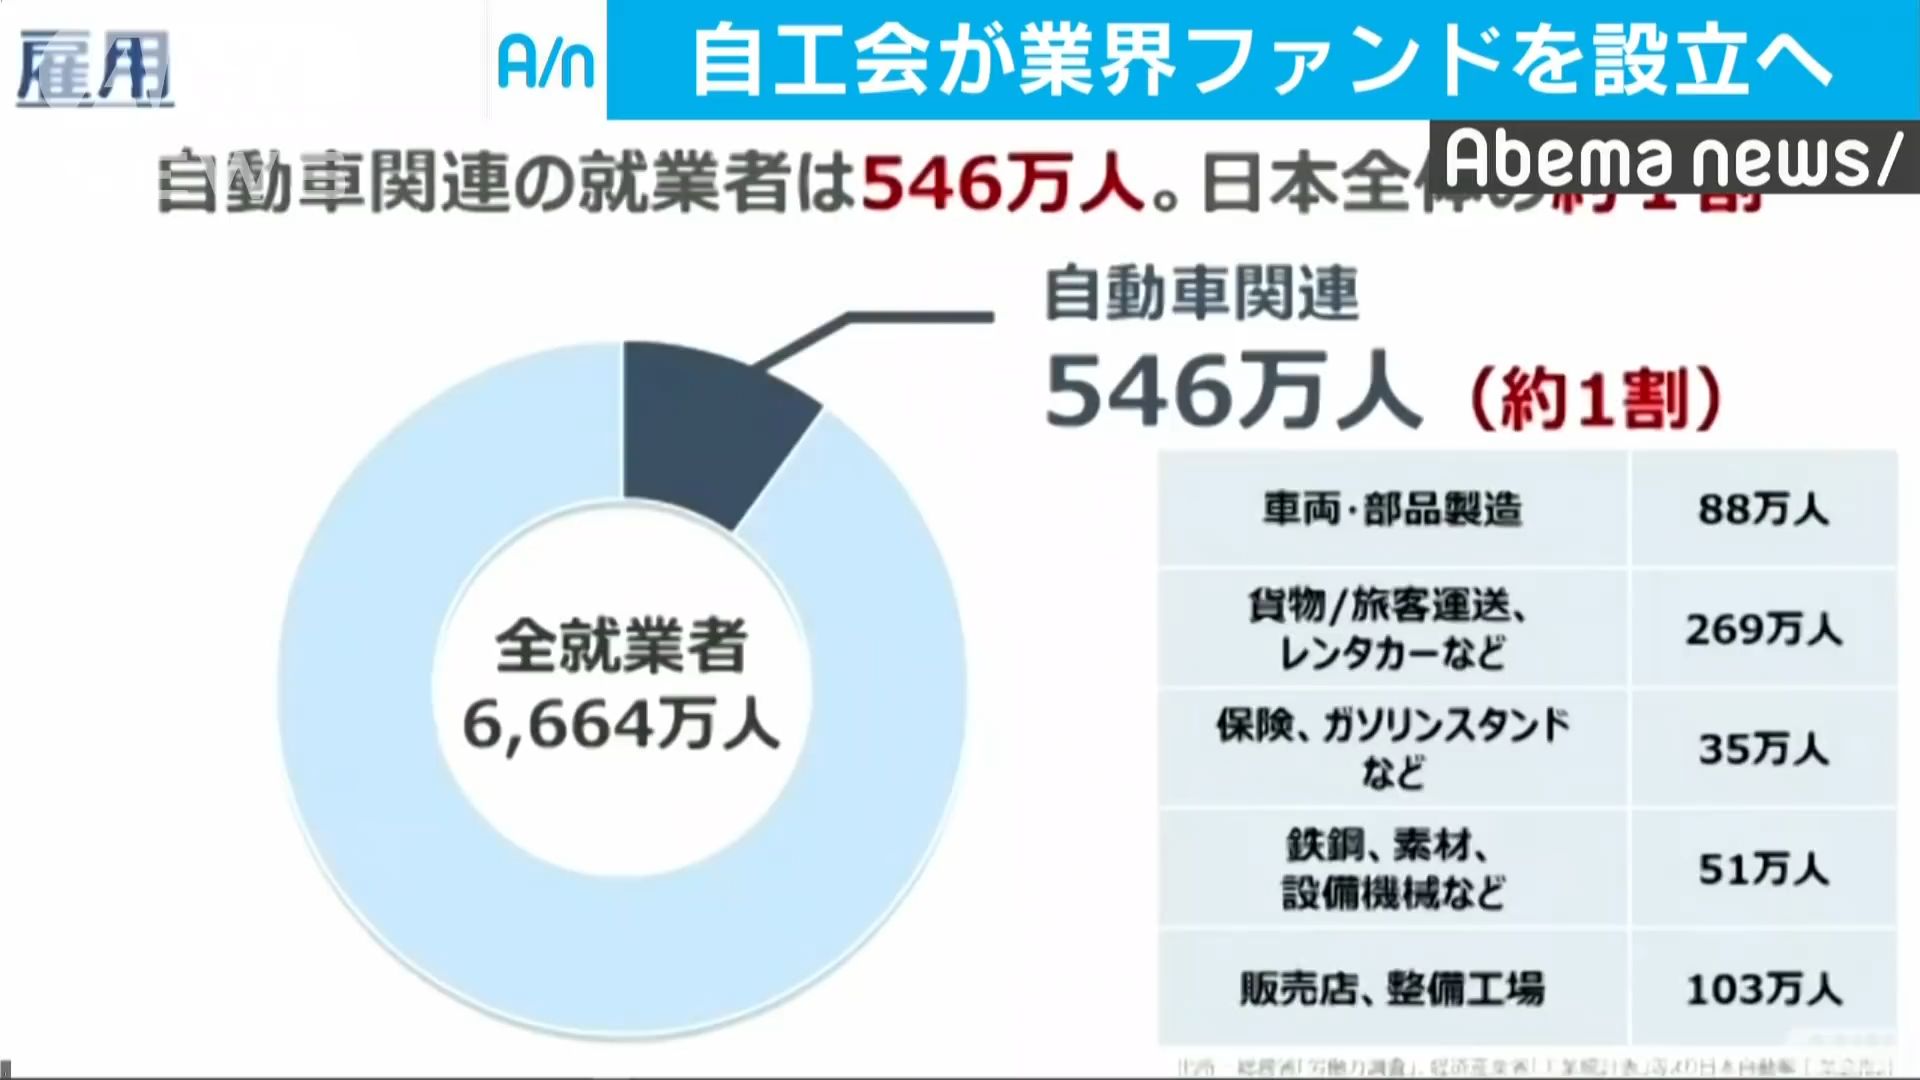 雇用
A/n
自工会が業界ファンドを設立へ
Abema news/
自動車関連の就業者は546万人。日本全体の約1割
自動車関連
546万人（約1割）
全就業者
6,664万人
車両・部品製造 88万人
貨物/旅客運送、
レンタカーなど 269万人
保険、ガソリンスタンド
など 35万人
鉄鋼、素材、
設備機械など 51万人
販売店、整備工場 103万人